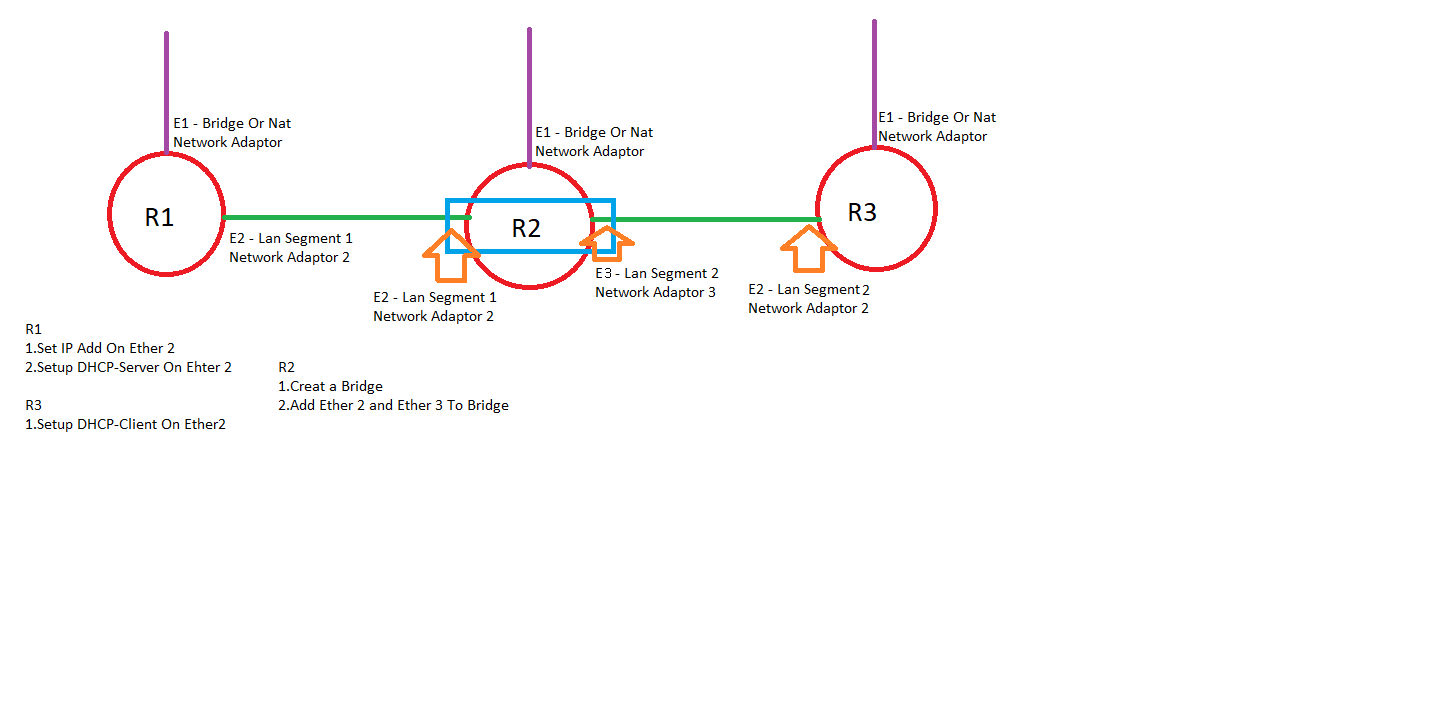 E1 - Bridge Or Nat
Network Adaptor
E1 - Bridge Or Nat
Network Adaptor
E1 - Bridge Or Nat
Network Adaptor
R1
R2
R3
E2 - Lan Segment 1
Network Adaptor 2
E2 - Lan Segment 1
Network Adaptor 2
E3 - Lan Segment 2
Network Adaptor 3
E2 - Lan Segment 2
Network Adaptor 2
R1
1.Set IP Add On Ether 2
2.Setup DHCP-Server On Ehter 2
R3
1.Setup DHCP-Client On Ether2
R2
1.Creat a Bridge
2.Add Ether 2 and Ether 3 To Bridge